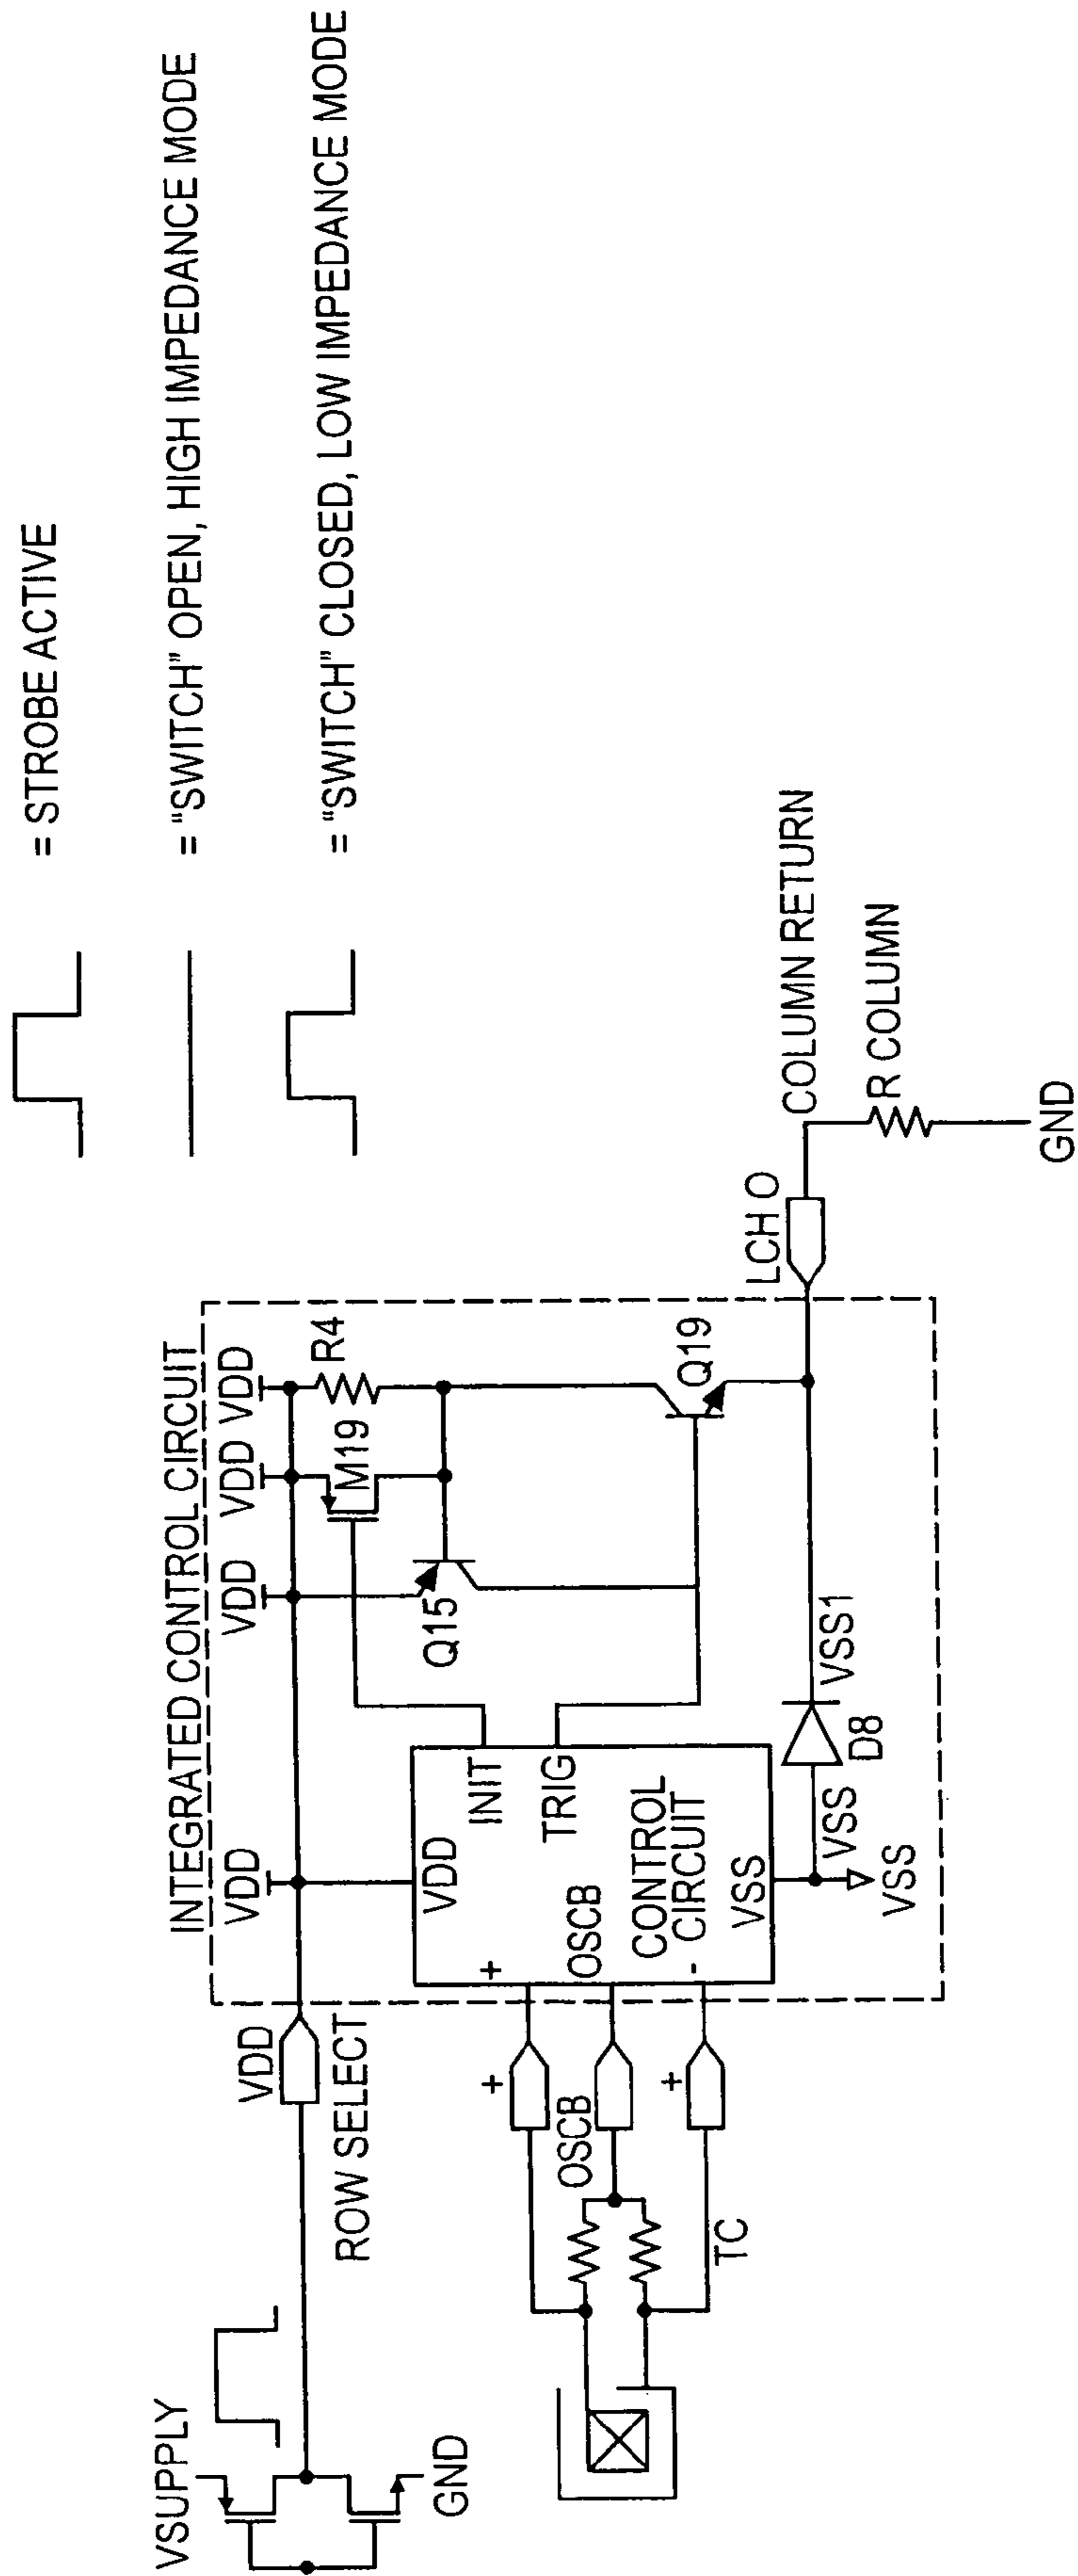 = STROBE ACTIVE
= "SWITCH" OPEN, HIGH IMPEDANCE MODE
= "SWITCH" CLOSED, LOW IMPEDANCE MODE
INTEGRATED CONTROL CIRCUIT
VSUPPLY
GND
VDD
ROW SELECT
VDD
VDD
VDD
VDD
R4
M19
Q15
Q19
VDD
INIT
TRIG
+
OSCB
-
CONTROL
CIRCUIT
VSS
+
OSCB
+
TC
VSS
VSS
D8
VSS1
LCH O
COLUMN RETURN
R COLUMN
GND